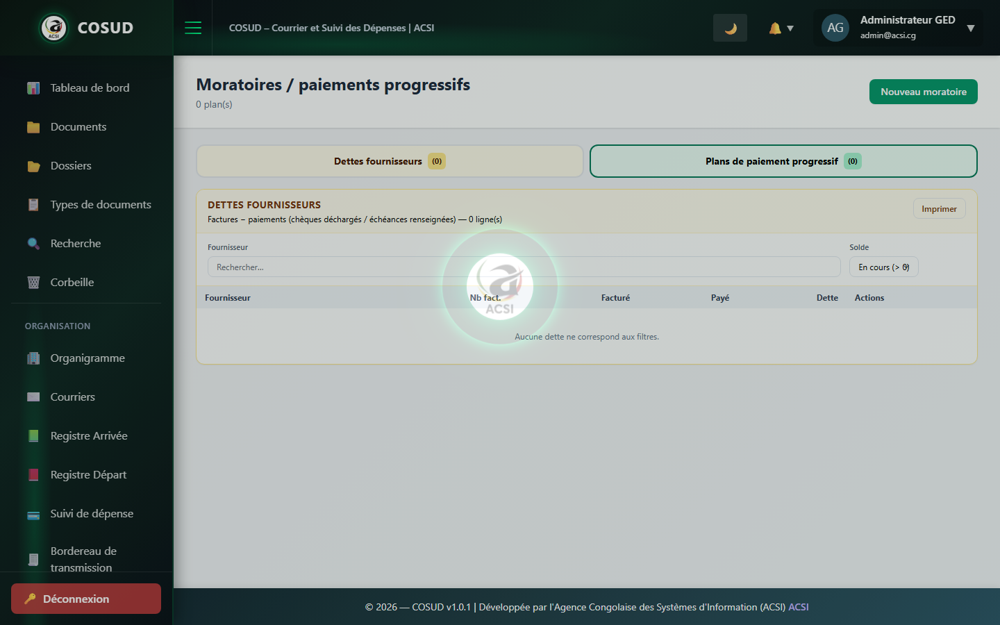 ACSI
COSUD
COSUD – Courrier et Suivi des Dépenses | ACSI
AG
Administrateur GED
admin@acsi.cg
Tableau de bord
Documents
Dossiers
Types de documents
Recherche
Corbeille
ORGANISATION
Organigramme
Courriers
Registre Arrivée
Registre Départ
Suivi de dépense
Bordereau de
transmission
Déconnexion
Moratoires / paiements progressifs
0 plan(s)
Nouveau moratoire
Dettes fournisseurs (0)
Plans de paiement progressif (0)
DETTES FOURNISSEURS
Factures − paiements (chèques déchargés / échéances renseignées) — 0 ligne(s)
Imprimer
Fournisseur
Solde
Rechercher...
En cours (> 0)
Fournisseur Nb fact. Facturé Payé Dette Actions
ACSI
Aucune dette ne correspond aux filtres.
© 2026 — COSUD v1.0.1 | Développée par l'Agence Congolaise des Systèmes d'Information (ACSI) ACSI